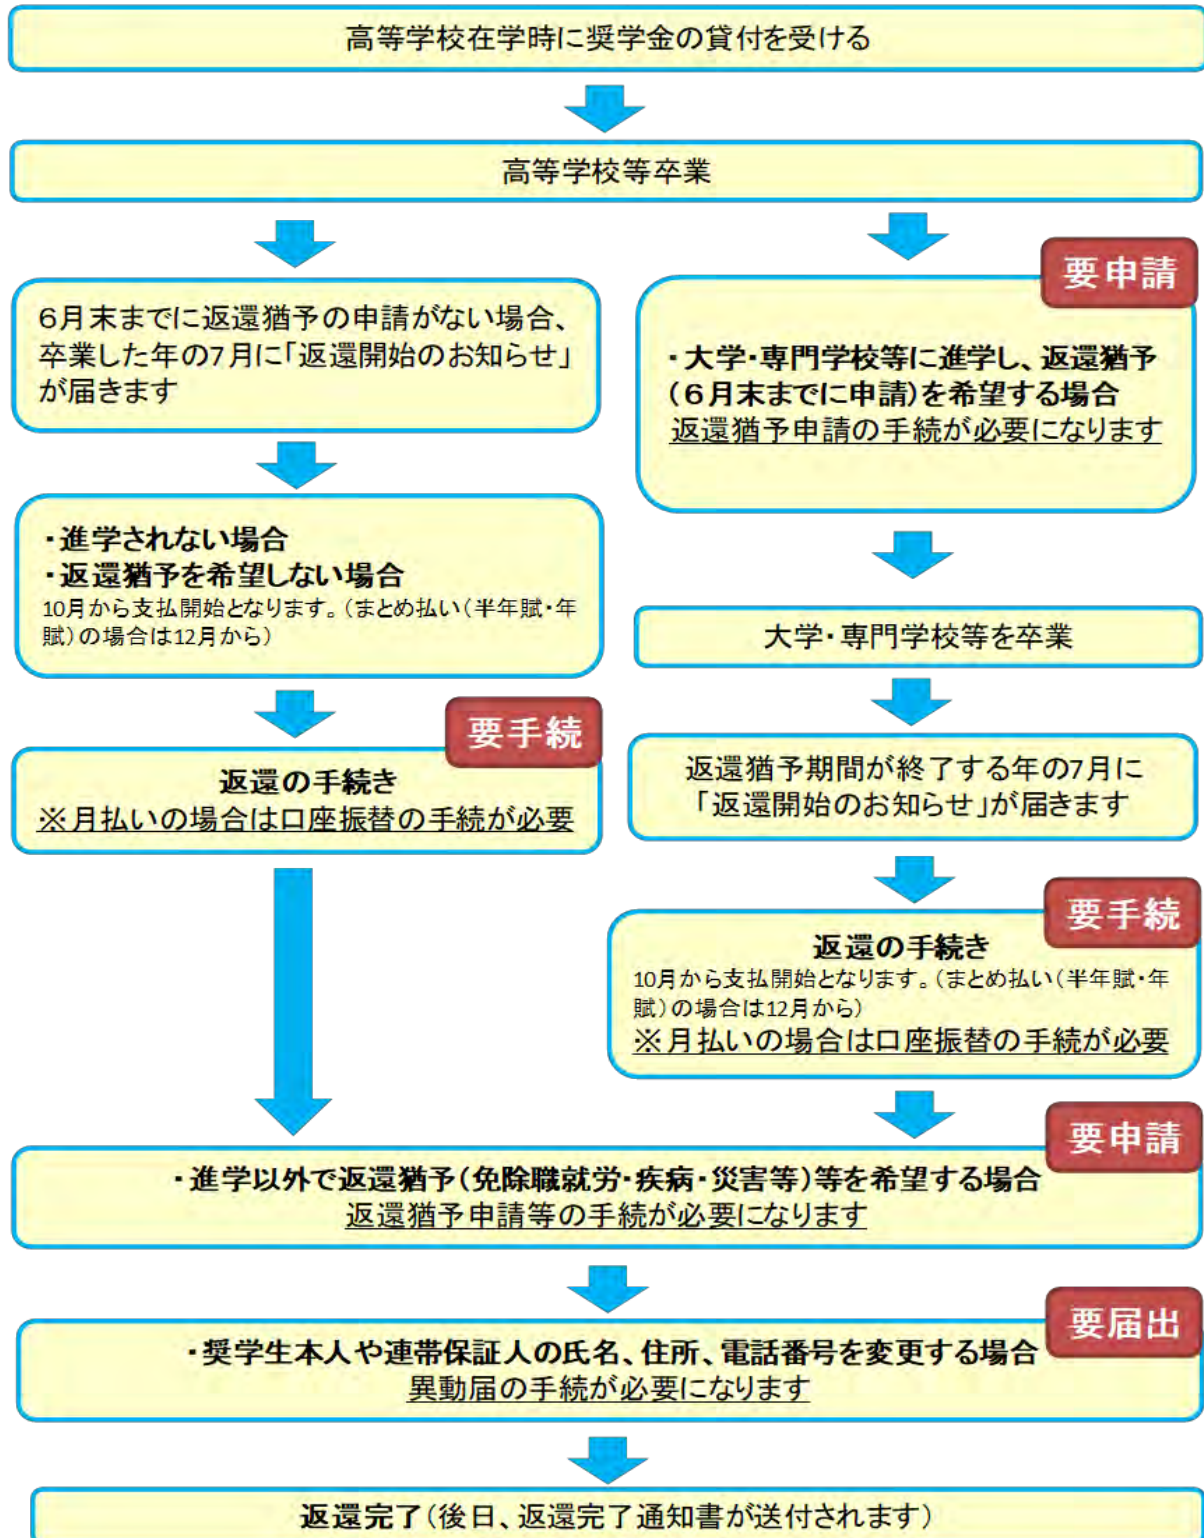 高等学校在学時に奨学金の貸付を受ける
高等学校等卒業
6月末までに返還猶予の申請がない場合、
卒業した年の7月に「返還開始のお知らせ」
が届きます
・進学されない場合
・返還猶予を希望しない場合
10月から支払開始となります。(まとめ払い(半年賦・年
賦)の場合は12月から)
要手続
返還の手続き
※月払いの場合は口座振替の手続が必要
要申請
・大学・専門学校等に進学し、返還猶予
(6月末までに申請)を希望する場合
返還猶予申請の手続が必要になります
大学・専門学校等を卒業
返還猶予期間が終了する年の7月に
「返還開始のお知らせ」が届きます
要手続
返還の手続き
10月から支払開始となります。(まとめ払い(半年賦・年
賦)の場合は12月から)
※月払いの場合は口座振替の手続が必要
要申請
・進学以外で返還猶予(免除職就労・疾病・災害等)等を希望する場合
返還猶予申請等の手続が必要になります
要届出
・奨学生本人や連帯保証人の氏名、住所、電話番号を変更する場合
異動届の手続が必要になります
返還完了(後日、返還完了通知書が送付されます)